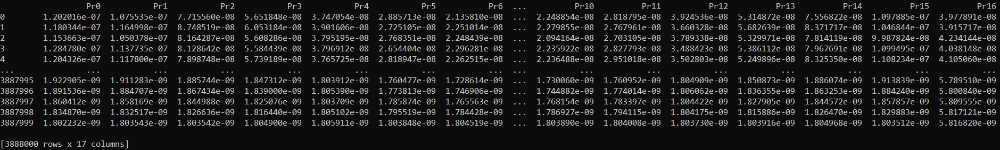 Pr0 Pr1 Pr2 Pr3 Pr4 Pr5 Pr6 ... Pr10 Pr11 Pr12 Pr13 Pr14 Pr15 Pr16
0 1.202016e-07 1.075535e-07 7.715560e-08 5.651848e-08 3.747054e-08 2.885713e-08 2.135810e-08 ... 2.248854e-08 2.818795e-08 3.924536e-08 5.314872e-08 7.556822e-08 1.097885e-07 3.977891e-08
1 1.180344e-07 1.164998e-07 8.748519e-08 6.053184e-08 3.901606e-08 2.725105e-08 2.251014e-08 ... 2.279855e-08 2.767961e-08 3.660328e-08 5.682639e-08 8.371717e-08 1.046844e-07 3.915717e-08
2 1.153663e-07 1.050378e-07 8.164287e-08 5.608286e-08 3.795195e-08 2.768351e-08 2.248439e-08 ... 2.094164e-08 2.703105e-08 3.789338e-08 5.329971e-08 7.814119e-08 9.987824e-08 4.234144e-08
3 1.284780e-07 1.137735e-07 8.128642e-08 5.584439e-08 3.796912e-08 2.654404e-08 2.296281e-08 ... 2.235922e-08 2.827793e-08 3.488423e-08 5.386112e-08 7.967691e-08 1.099495e-07 4.038148e-08
4 1.204326e-07 1.117800e-07 7.898748e-08 5.739189e-08 3.765725e-08 2.818947e-08 2.262515e-08 ... 2.236488e-08 2.951018e-08 3.502803e-08 5.249896e-08 8.325350e-08 1.108234e-07 4.105060e-08
... ... ... ... ... ... ... ... ... ... ... ... ... ... ... ...
3887995 1.922905e-09 1.911283e-09 1.885744e-09 1.847312e-09 1.803912e-09 1.760477e-09 1.728614e-09 ... 1.730060e-09 1.760952e-09 1.804909e-09 1.850873e-09 1.886074e-09 1.913839e-09 5.789510e-09
3887996 1.891536e-09 1.884707e-09 1.867434e-09 1.839000e-09 1.805390e-09 1.773813e-09 1.746906e-09 ... 1.744882e-09 1.774014e-09 1.806062e-09 1.836355e-09 1.863253e-09 1.884240e-09 5.800840e-09
3887997 1.860412e-09 1.858169e-09 1.844988e-09 1.825076e-09 1.803709e-09 1.785874e-09 1.765563e-09 ... 1.768154e-09 1.783397e-09 1.804422e-09 1.827905e-09 1.844572e-09 1.857857e-09 5.809555e-09
3887998 1.834870e-09 1.832517e-09 1.826636e-09 1.816440e-09 1.805102e-09 1.795519e-09 1.784428e-09 ... 1.786927e-09 1.794115e-09 1.804175e-09 1.815886e-09 1.826470e-09 1.829883e-09 5.817121e-09
3887999 1.802232e-09 1.803543e-09 1.803542e-09 1.804900e-09 1.805911e-09 1.803848e-09 1.804519e-09 ... 1.803890e-09 1.804008e-09 1.803730e-09 1.803916e-09 1.804968e-09 1.803512e-09 5.816820e-09
[3888000 rows x 17 columns]